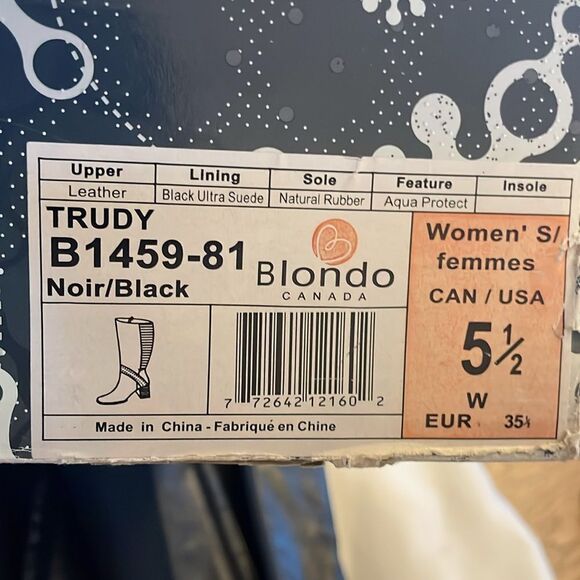 Upper Lining Sole Feature Insole
Leather Black Ultra Suede Natural Rubber Aqua Protect
TRUDY
B1459-81
Noir/Black
Blondo
CANADA
Women' S/
femmes
CAN / USA
5 1/2
W
EUR 35½
7 72642 12160 2
Made in China - Fabriqué en Chine